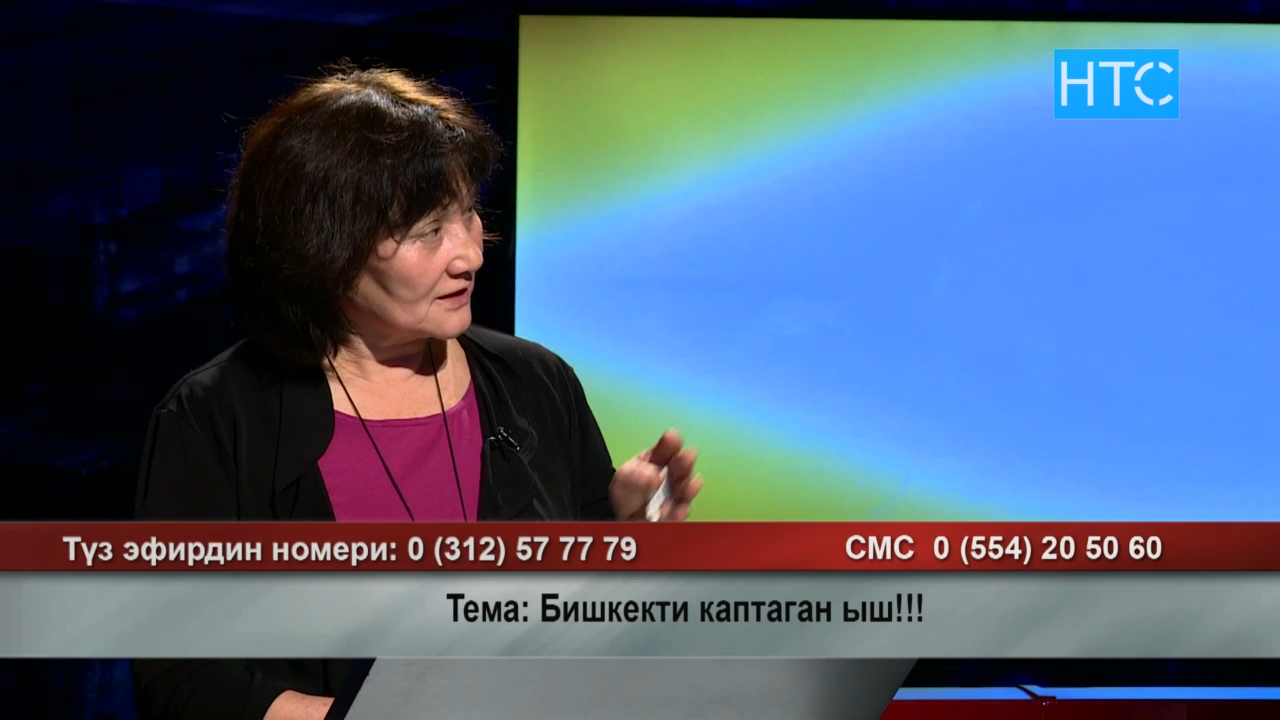 НТС
Түз эфирдин номери: 0 (312) 57 77 79
СМС 0 (554) 20 50 60
Тема: Бишкекти каптаган ыш!!!